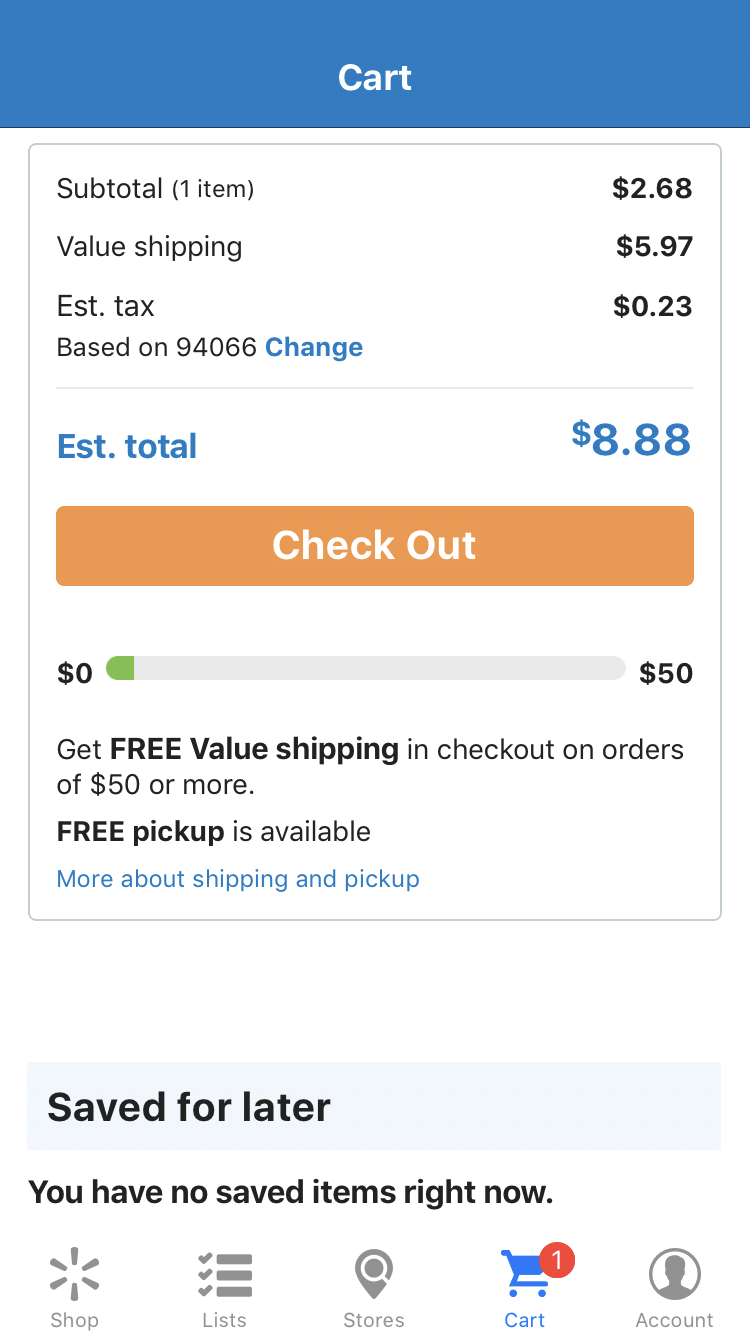 Cart
Subtotal (1 item) $2.68
Value shipping $5.97
Est. tax $0.23
Based on 94066 Change
Est. total $8.88
Check Out
$0 $50
Get FREE Value shipping in checkout on orders
of $50 or more.
FREE pickup is available
More about shipping and pickup
Saved for later
You have no saved items right now.
1
Shop Lists Stores Cart Account